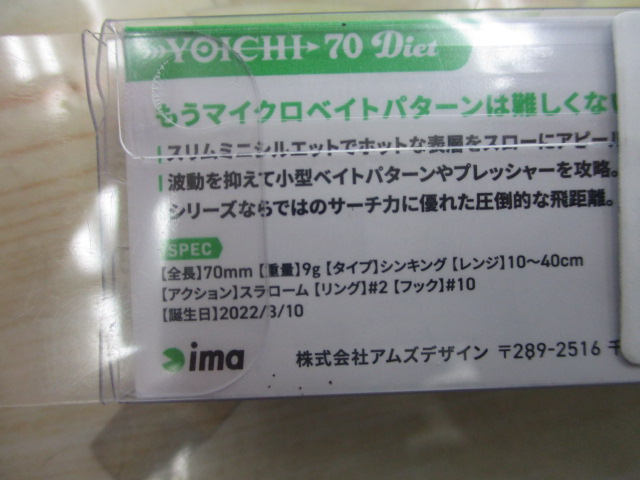 YOICHI 70 Diet
もうマイクロベイトパターンは難しくな
スリムミニシルエットでホットな表層をスローにアピー
波動を抑えて小型ベイトパターンやプレッシャーを攻略。
シリーズならではのサーチ力に優れた圧倒的な飛距離。
SPEC
【全長】70mm【重量】9g【タイプ】シンキング【レンジ】10〜40cm
【アクション】スラローム【リング】#2【フック】#10
【誕生日】2022/3/10
ima 株式会社アムズデザイン 〒289-2516 千